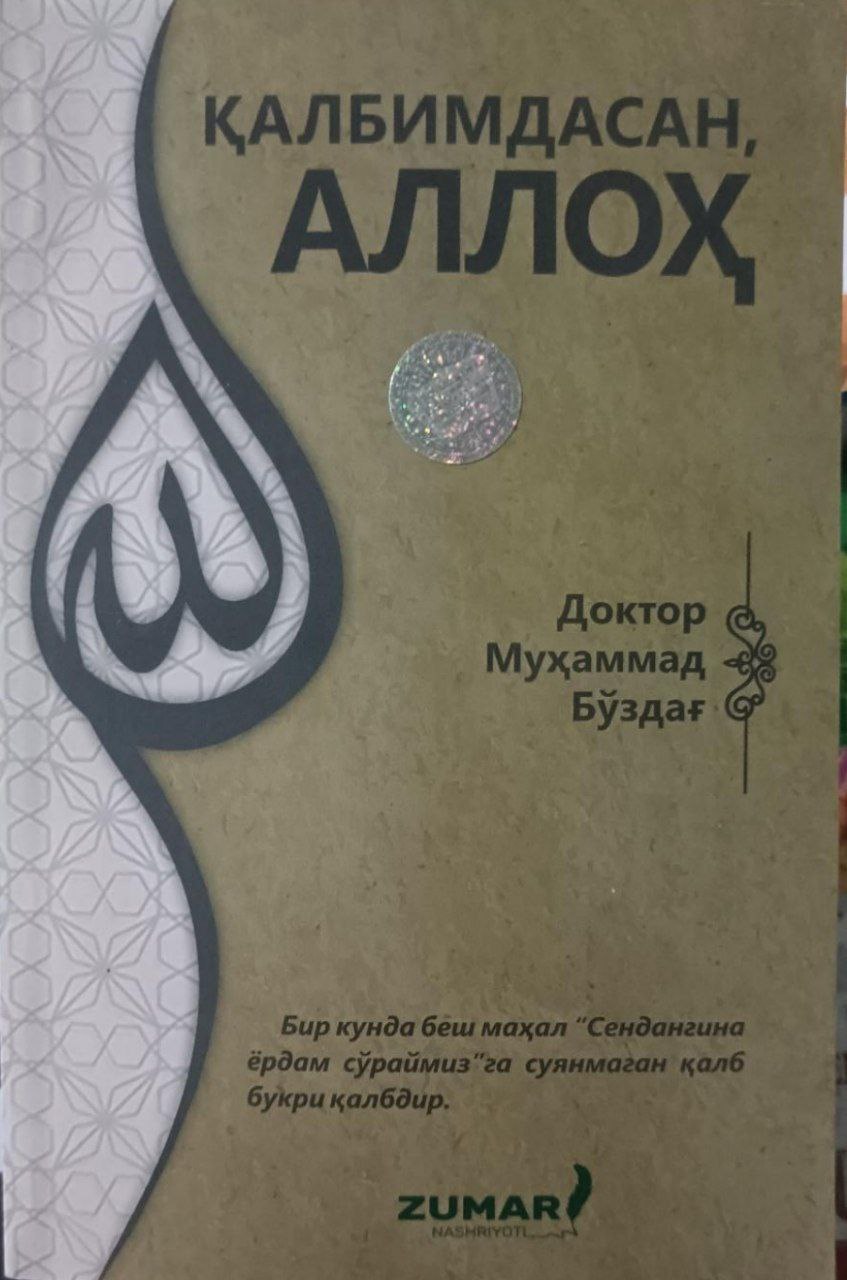 ҚАЛБИМДАСАН,
АЛЛОҲ
الله
Доктор
Муҳаммад
Бўздағ
Бир кунда беш маҳал “Сендангина
ёрдам сўраймиз”га суянмаган қалб
букри қалбдир.
ZUMAR
NASHRIYOTI